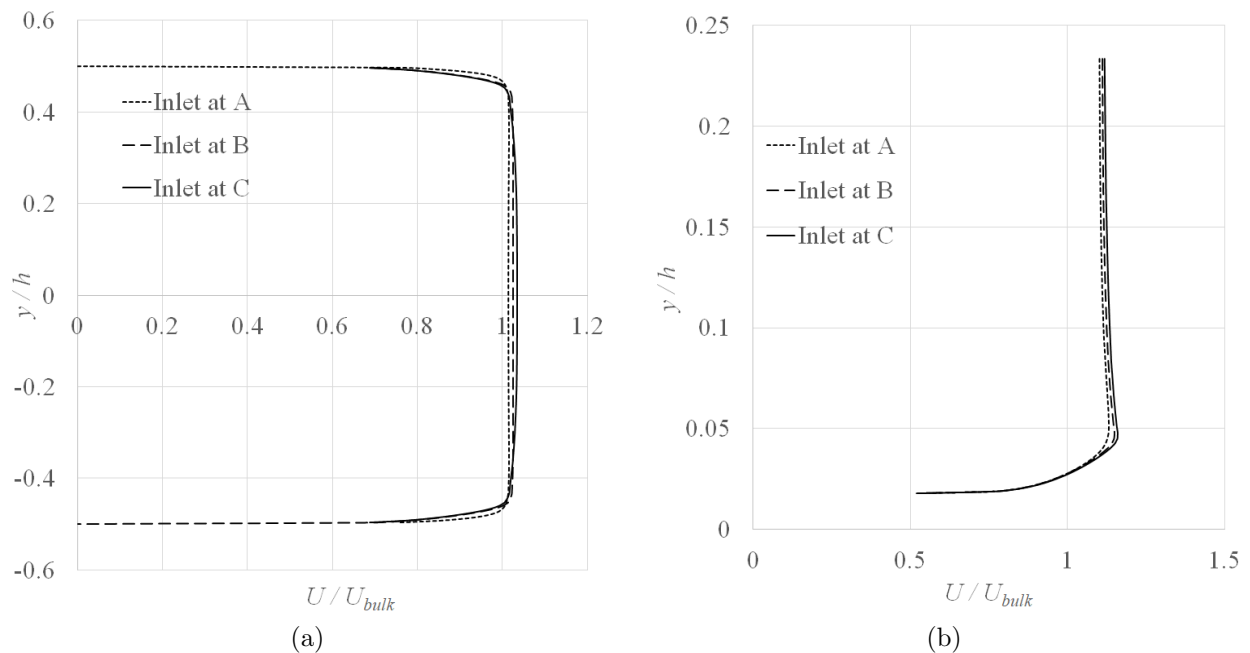 0.6
0.4
0.2
0
-0.2
-0.4
-0.6
0 0.2 0.4 0.6 0.8 1 1.2
y / h
U / U_bulk
Inlet at A
Inlet at B
Inlet at C
(a)
0.25
0.2
0.15
0.1
0.05
0
0 0.5 1 1.5
y / h
U / U_bulk
Inlet at A
Inlet at B
Inlet at C
(b)